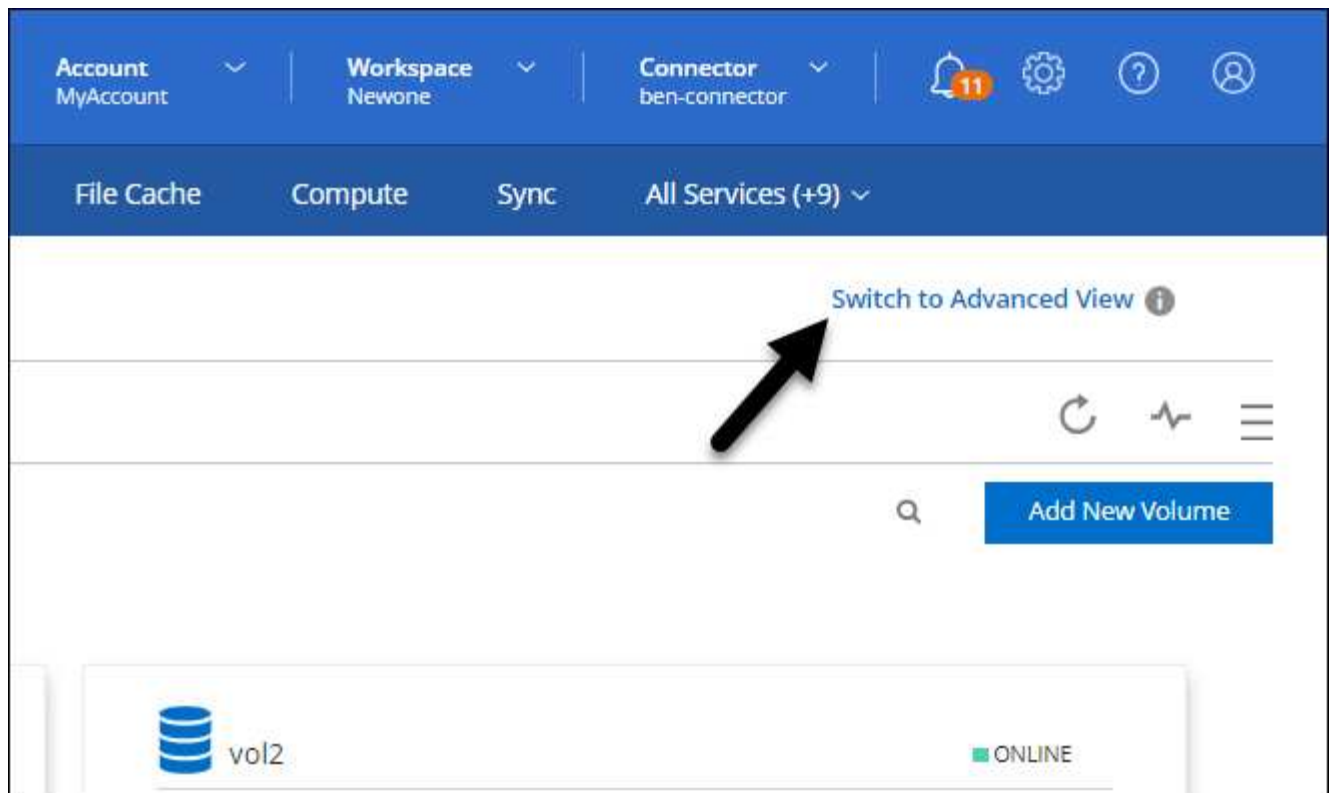 Account Workspace Connector
MyAccount Newone ben-connector 11
File Cache Compute Sync All Services (+9)
Switch to Advanced View
Add New Volume
vol2 ONLINE